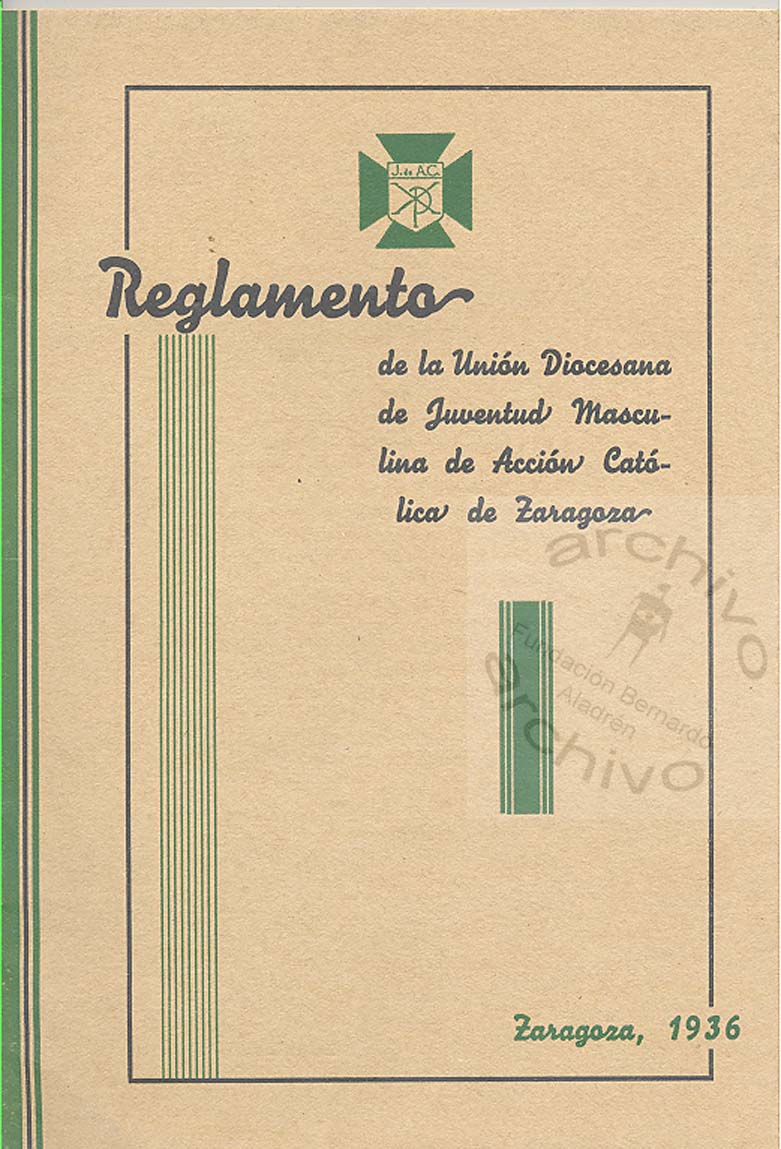 J. de A.C.
Reglamento
de la Unión Diocesana
de Juventud Mascu-
lina de Acción Cató-
lica de Zaragoza
archivo
Fundación Bernardo
Aladrén
archivo
Zaragoza, 1936